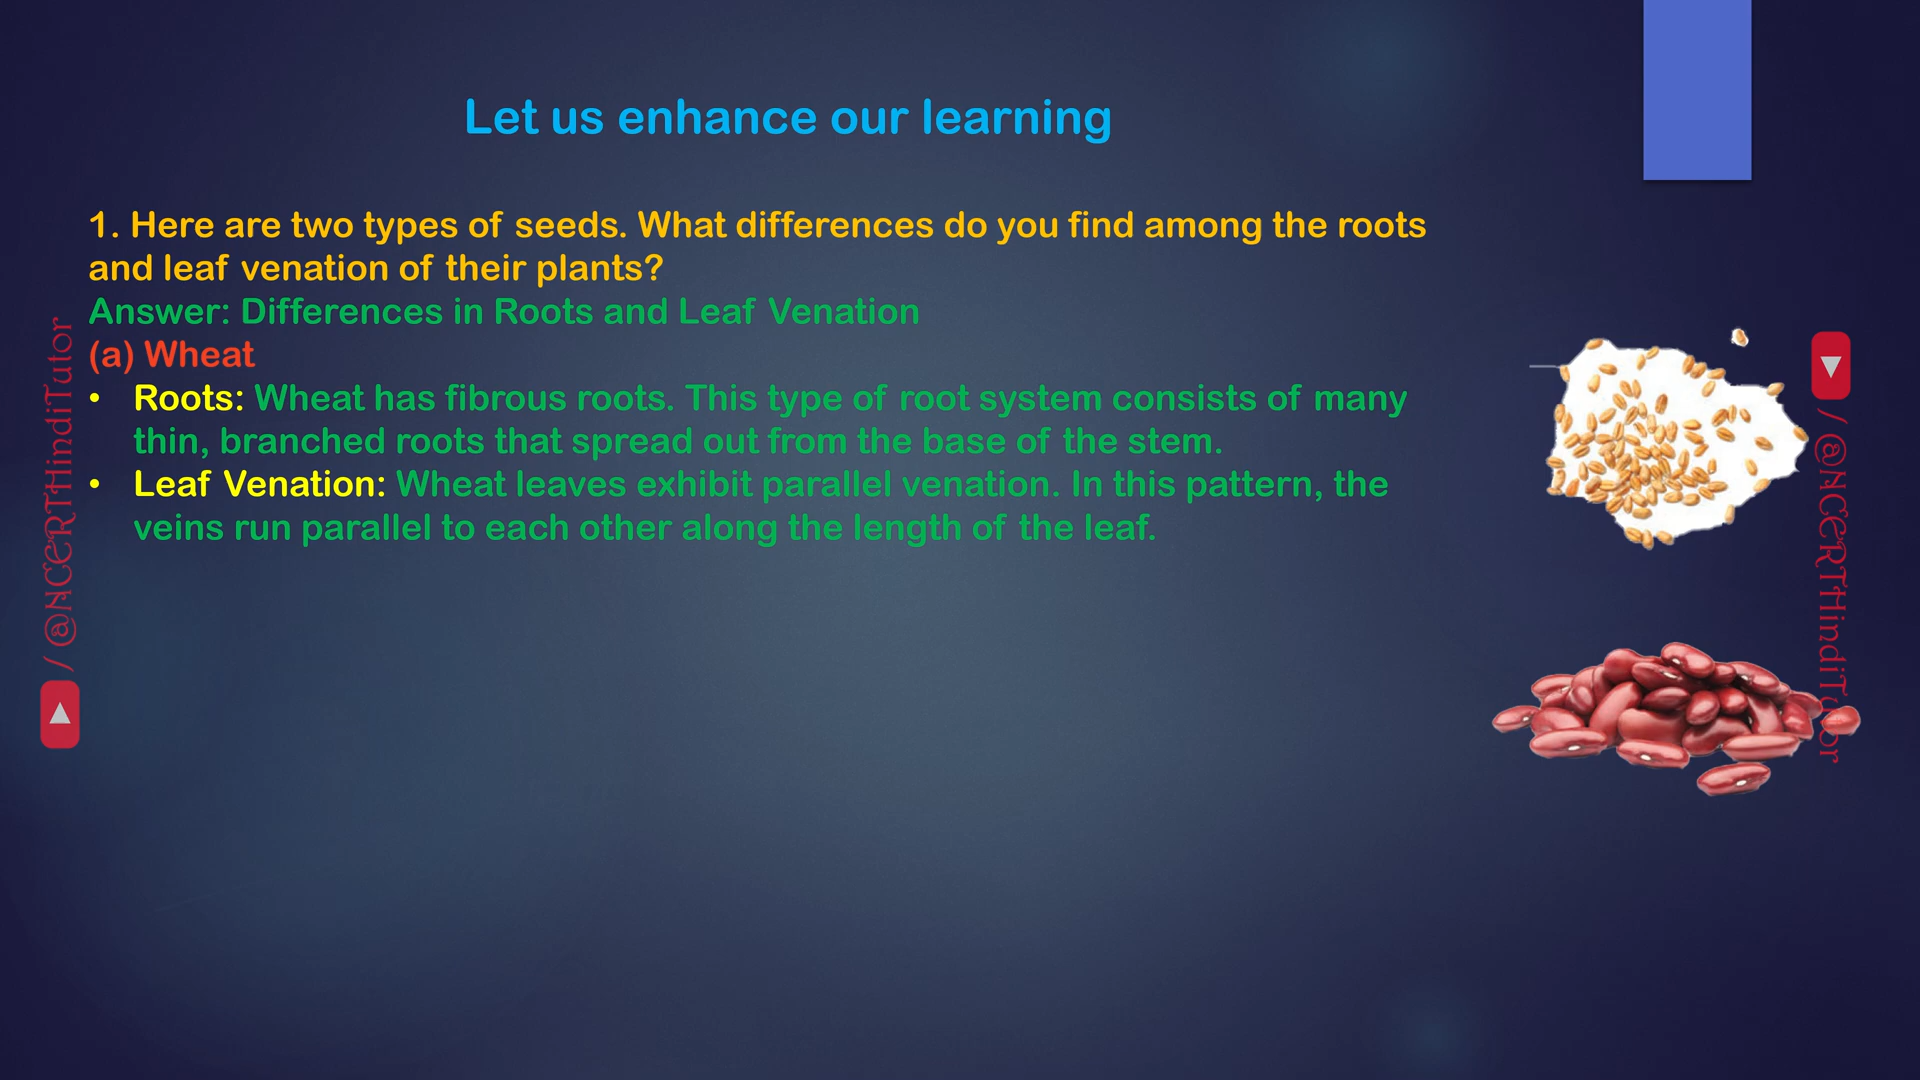 Let us enhance our learning
1. Here are two types of seeds. What differences do you find among the roots
and leaf venation of their plants?
Answer: Differences in Roots and Leaf Venation
(a) Wheat
• Roots: Wheat has fibrous roots. This type of root system consists of many
thin, branched roots that spread out from the base of the stem.
• Leaf Venation: Wheat leaves exhibit parallel venation. In this pattern, the
veins run parallel to each other along the length of the leaf.
/ @NCERTHindiTutor
/ @NCERTHindiTutor